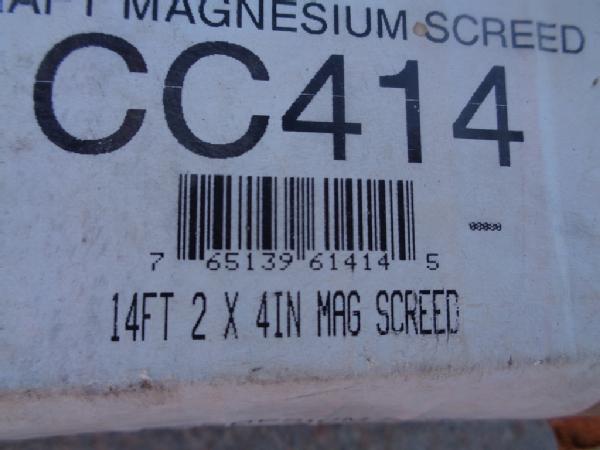 MAGNESIUM SCREED
CC414
7 65139 61414 5
14FT 2 X 4IN MAG SCREED